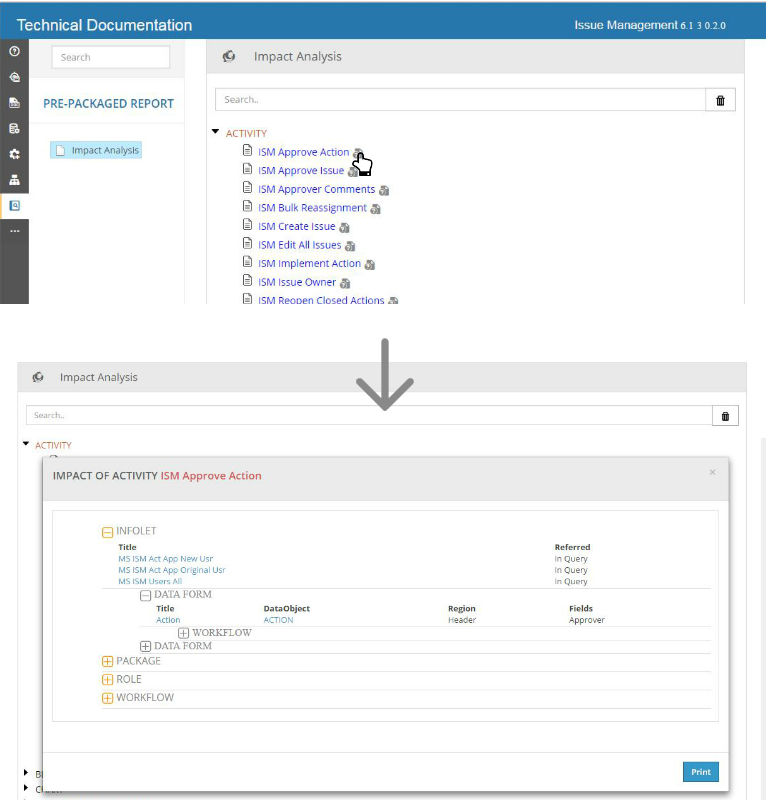 Technical Documentation
Issue Management 6.1 3 0.2.0
Search
Impact Analysis
PRE-PACKAGED REPORT
Search..
Impact Analysis
ACTIVITY
ISM Approve Action
ISM Approve Issue
ISM Approver Comments
ISM Bulk Reassignment
ISM Create Issue
ISM Edit All Issues
ISM Implement Action
ISM Issue Owner
ISM Reopen Closed Actions
Impact Analysis
Search..
ACTIVITY
IMPACT OF ACTIVITY ISM Approve Action
×
INFOLET
Title Referred
MS ISM Act App New Usr In Query
MS ISM Act App Original Usr In Query
MS ISM Users All In Query
DATA FORM
Title DataObject Region Fields
Action ACTION Header Approver
WORKFLOW
DATA FORM
PACKAGE
ROLE
WORKFLOW
Print